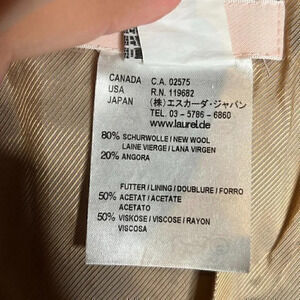 CANADA C.A. 02575
USA R.N. 119682
JAPAN (株)エスカーダ・ジャパン
TEL. 03 - 5786 - 6860
www.laurel.de
80% SCHURWOLLE / NEW WOOL
LAINE VIERGE / LANA VIRGEN
20% ANGORA
FUTTER / LINING / DOUBLURE / FORRO
50% ACETAT / ACETATE
ACETATO
50% VISKOSE / VISCOSE / RAYON
VISCOSA